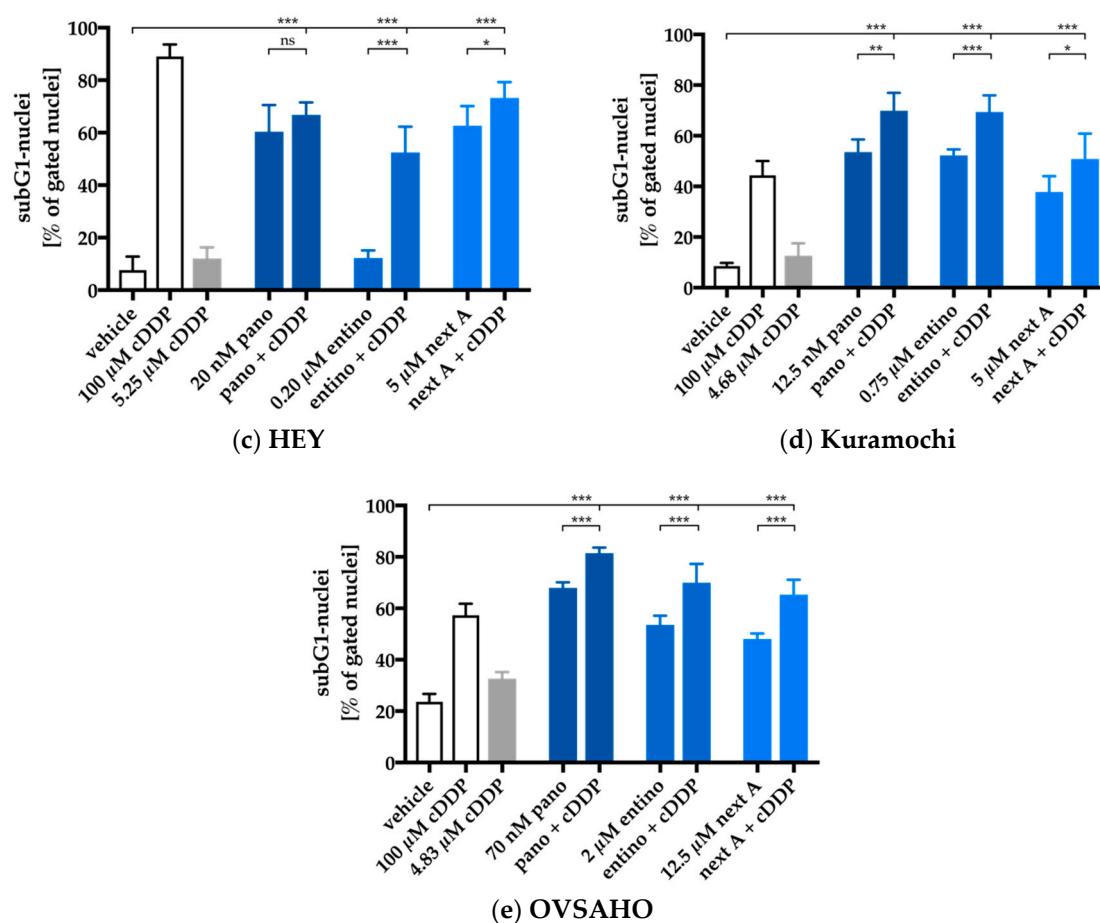 *** *** ***
ns *** *
subG1-nuclei
[% of gated nuclei]
100
80
60
40
20
0
vehicle
100 µM cDDP
5.25 µM cDDP
20 nM pano
pano + cDDP
0.20 µM entino
entino + cDDP
5 µM next A
next A + cDDP
(c) HEY
*** *** ***
** *** *
subG1-nuclei
[% of gated nuclei]
100
80
60
40
20
0
vehicle
100 µM cDDP
4.68 µM cDDP
12.5 nM pano
pano + cDDP
0.75 µM entino
entino + cDDP
5 µM next A
next A + cDDP
(d) Kuramochi
*** *** ***
*** *** ***
subG1-nuclei
[% of gated nuclei]
100
80
60
40
20
0
vehicle
100 µM cDDP
4.83 µM cDDP
70 nM pano
pano + cDDP
2 µM entino
entino + cDDP
12.5 µM next A
next A + cDDP
(e) OVSAHO